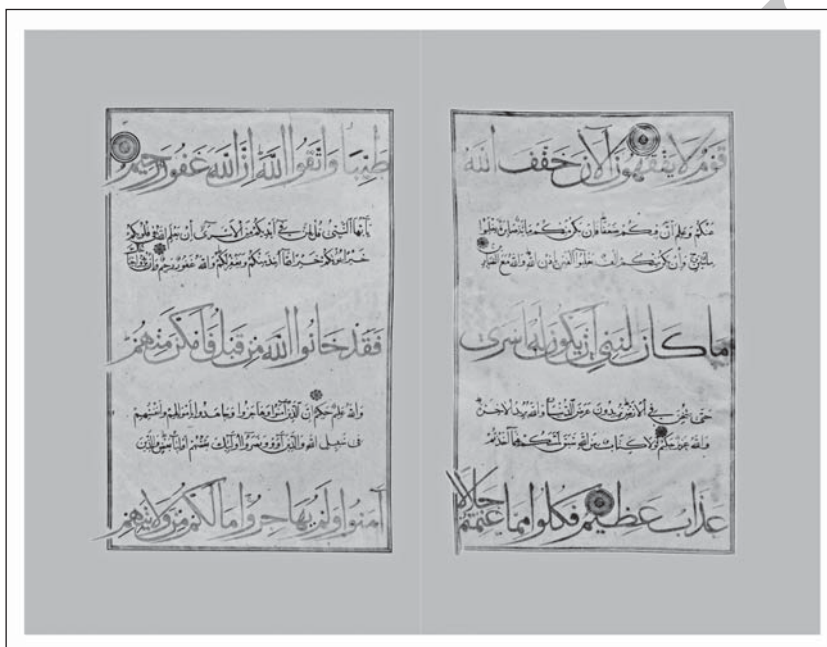 قوم لا يفقهون الآن خفف الله
عنكم وعلم أن فيكم ضعفا فإن يكن منكم مائة صابرة يغلبوا
مائتين وإن يكن منكم ألف يغلبوا ألفين بإذن الله والله مع الصابرين
ما كان لنبي أن يكون له أسرى
حتى يثخن في الأرض تريدون عرض الدنيا والله يريد الآخرة
والله عزيز حكيم لولا كتاب من الله سبق لمسكم فيما أخذتم
عذاب عظيم فكلوا مما غنمتم حلالا
طيبا واتقوا الله إن الله غفور رحيم
يأيها النبي قل لمن في أيديكم من الأسرى إن يعلم الله في قلوبكم
خيرا يؤتكم خيرا مما أخذ منكم ويغفر لكم والله غفور رحيم وإن
فقد خانوا الله من قبل فأمكن منهم
والله عليم حكيم إن الذين آمنوا وهاجروا وجاهدوا بأموالهم وأنفسهم
في سبيل الله والذين آووا ونصروا أولئك بعضهم أولياء بعض والذين
آمنوا ولم يهاجروا ما لكم من ولايتهم